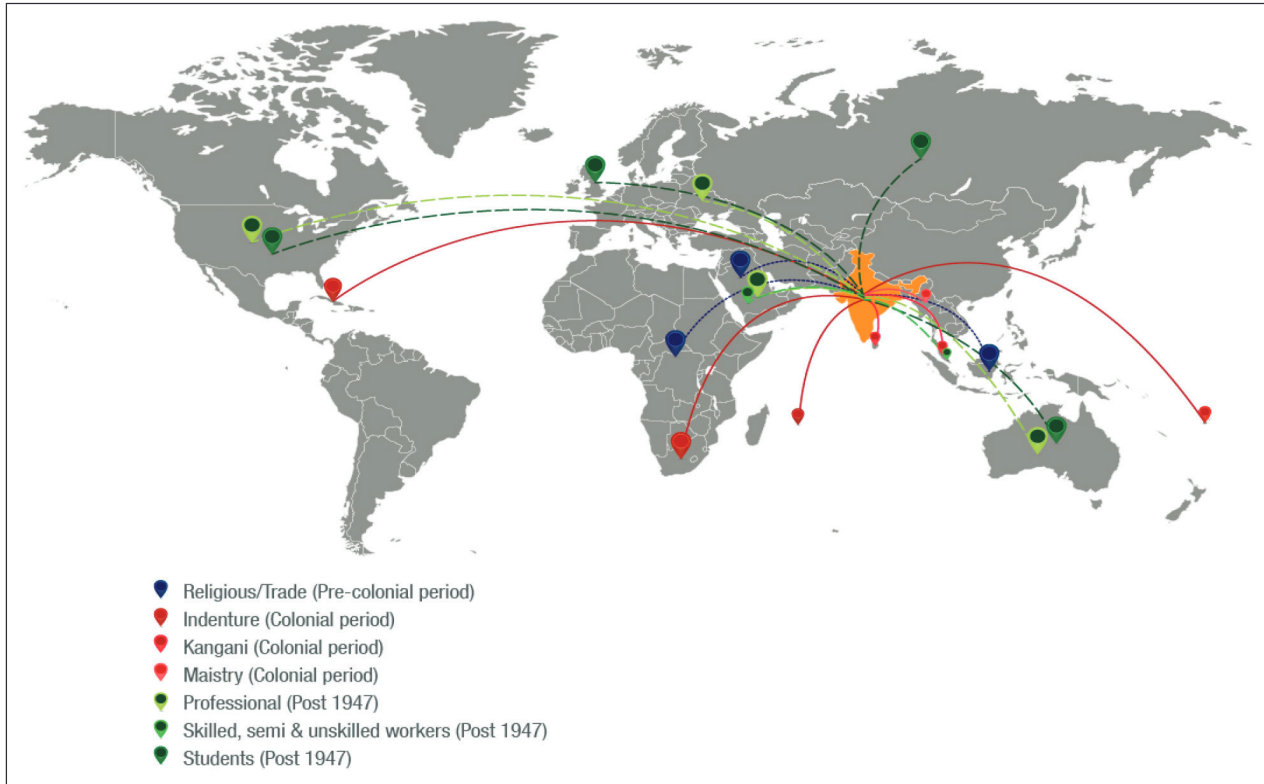 Religious/Trade (Pre-colonial period)
Indenture (Colonial period)
Kangani (Colonial period)
Maistry (Colonial period)
Professional (Post 1947)
Skilled, semi & unskilled workers (Post 1947)
Students (Post 1947)